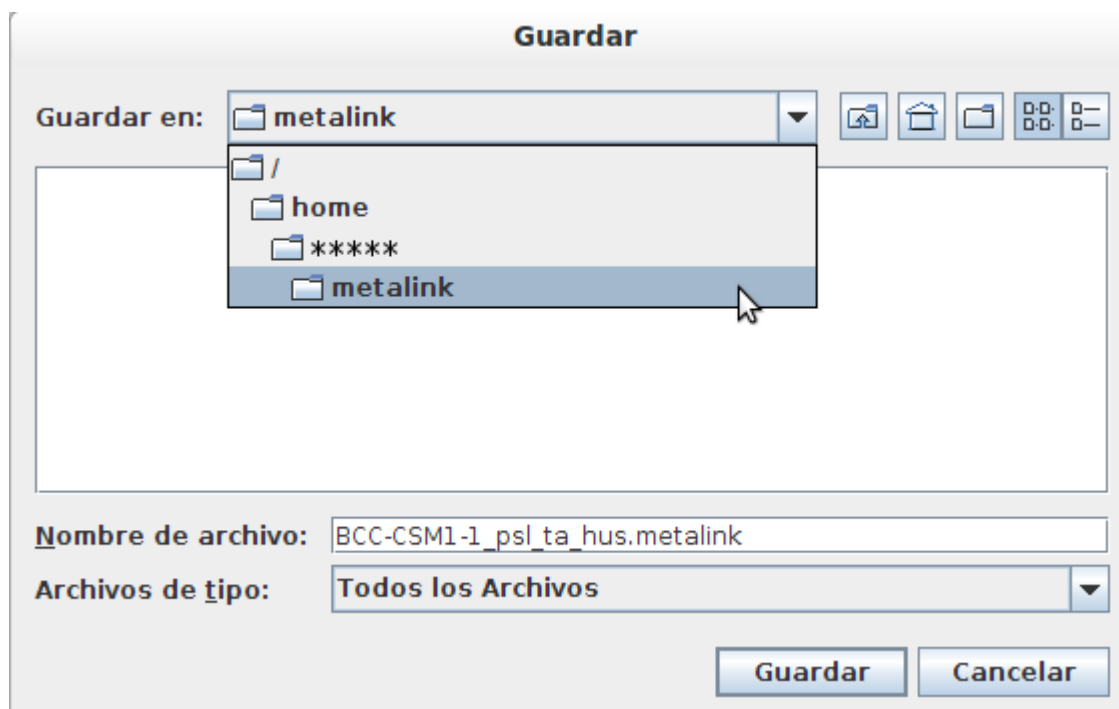 Guardar
Guardar en: metalink
/
home
*****
metalink
Nombre de archivo: BCC-CSM1-1_psl_ta_hus.metalink
Archivos de tipo: Todos los Archivos
Guardar Cancelar